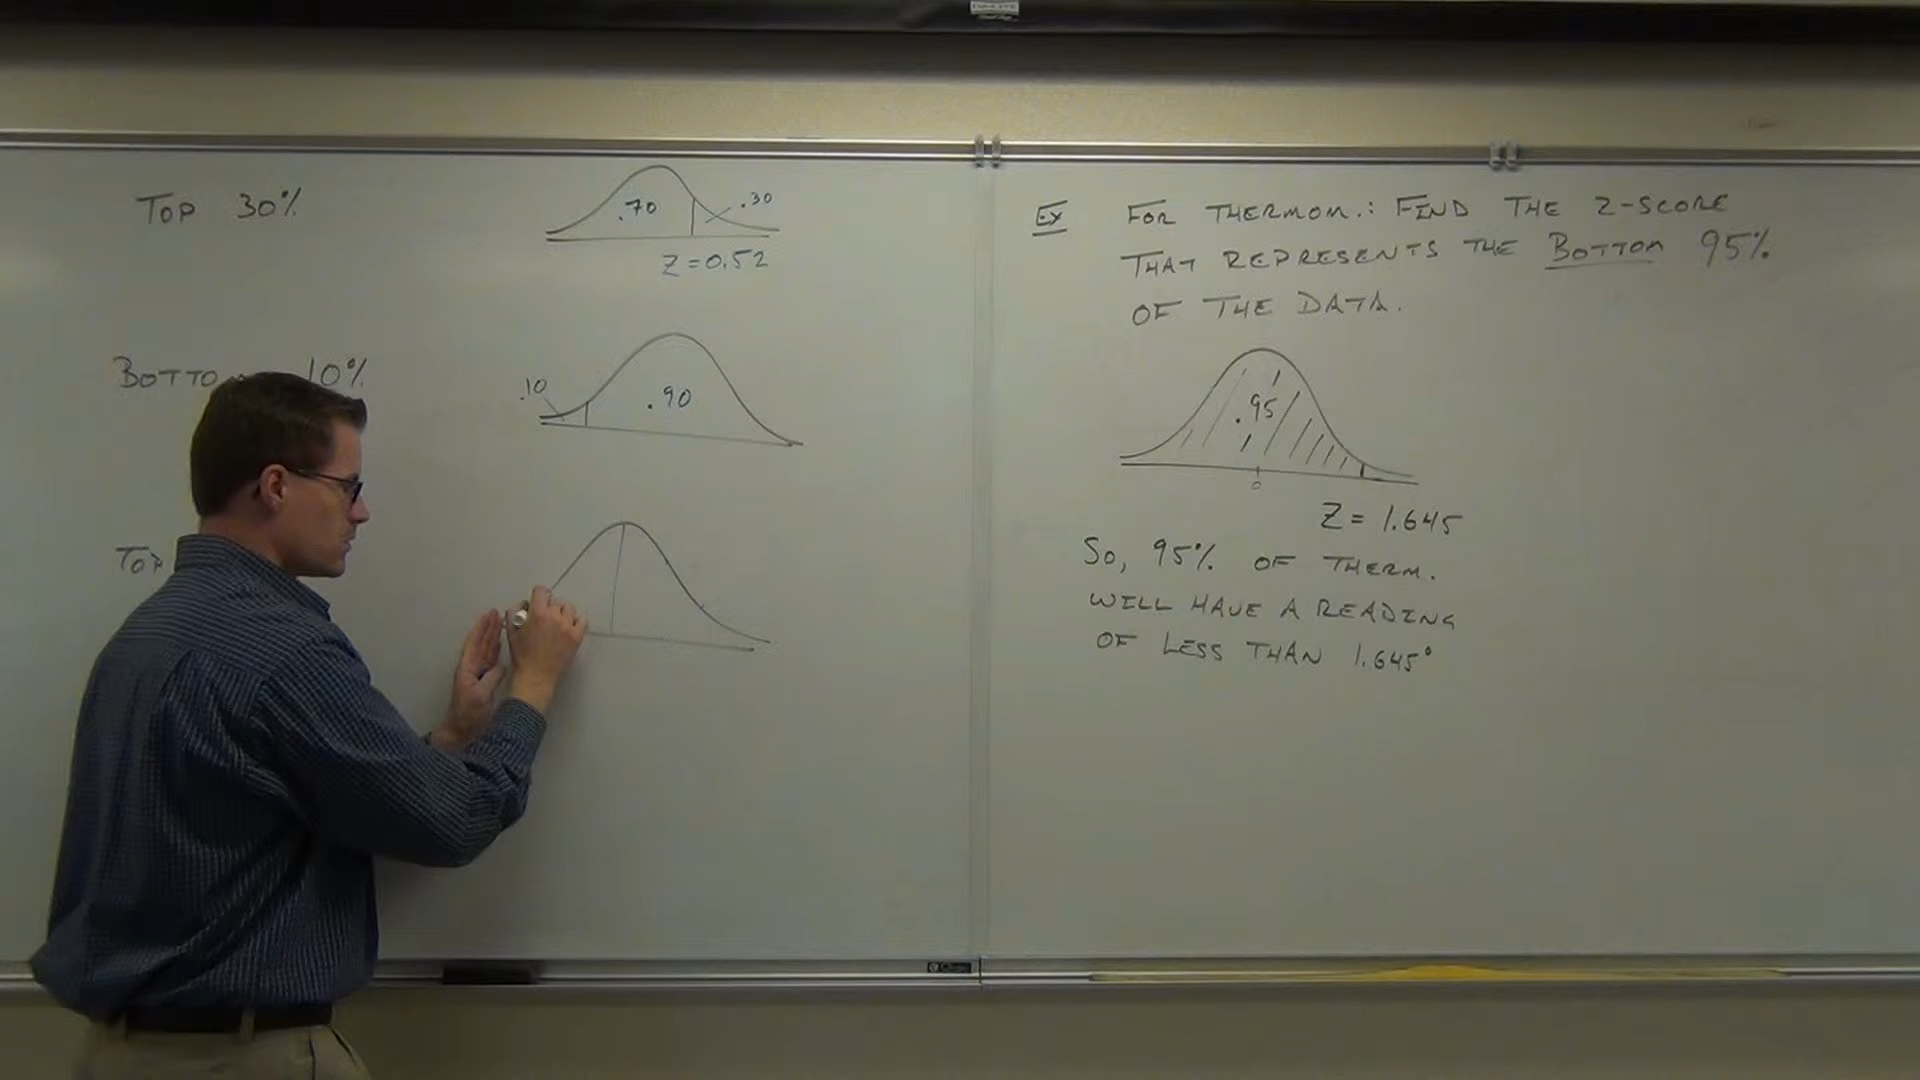 TOP 30%
.70
.30
Z=0.52
10%
.10
.90
TOP
EX FOR THERMOM.: FIND THE Z-SCORE
THAT REPRESENTS THE BOTTOM 95%
OF THE DATA.
.95
0
Z = 1.645
SO, 95% OF THERM.
WILL HAVE A READING
OF LESS THAN 1.645°